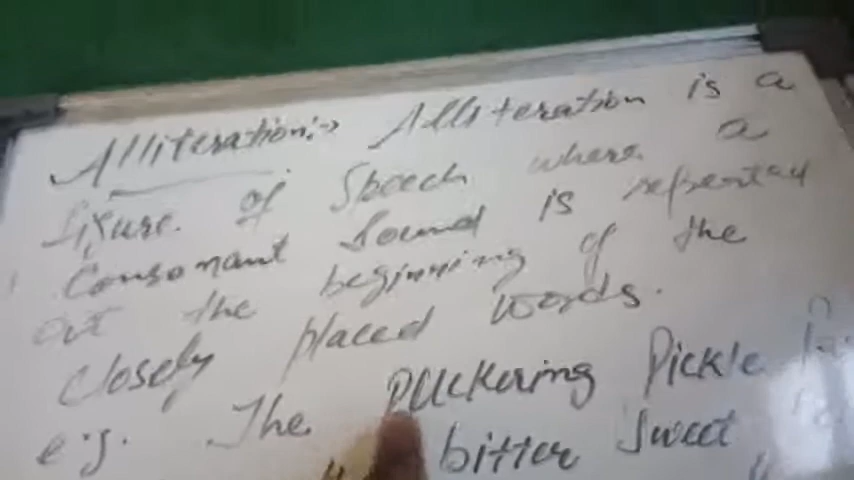 Alliteration:→ Alliteration is a
figure of Speech where a
Consonant Sound is repeated
at the beginning of the
closely placed words.
e.g. The Puckering Pickle
bitter Sweet